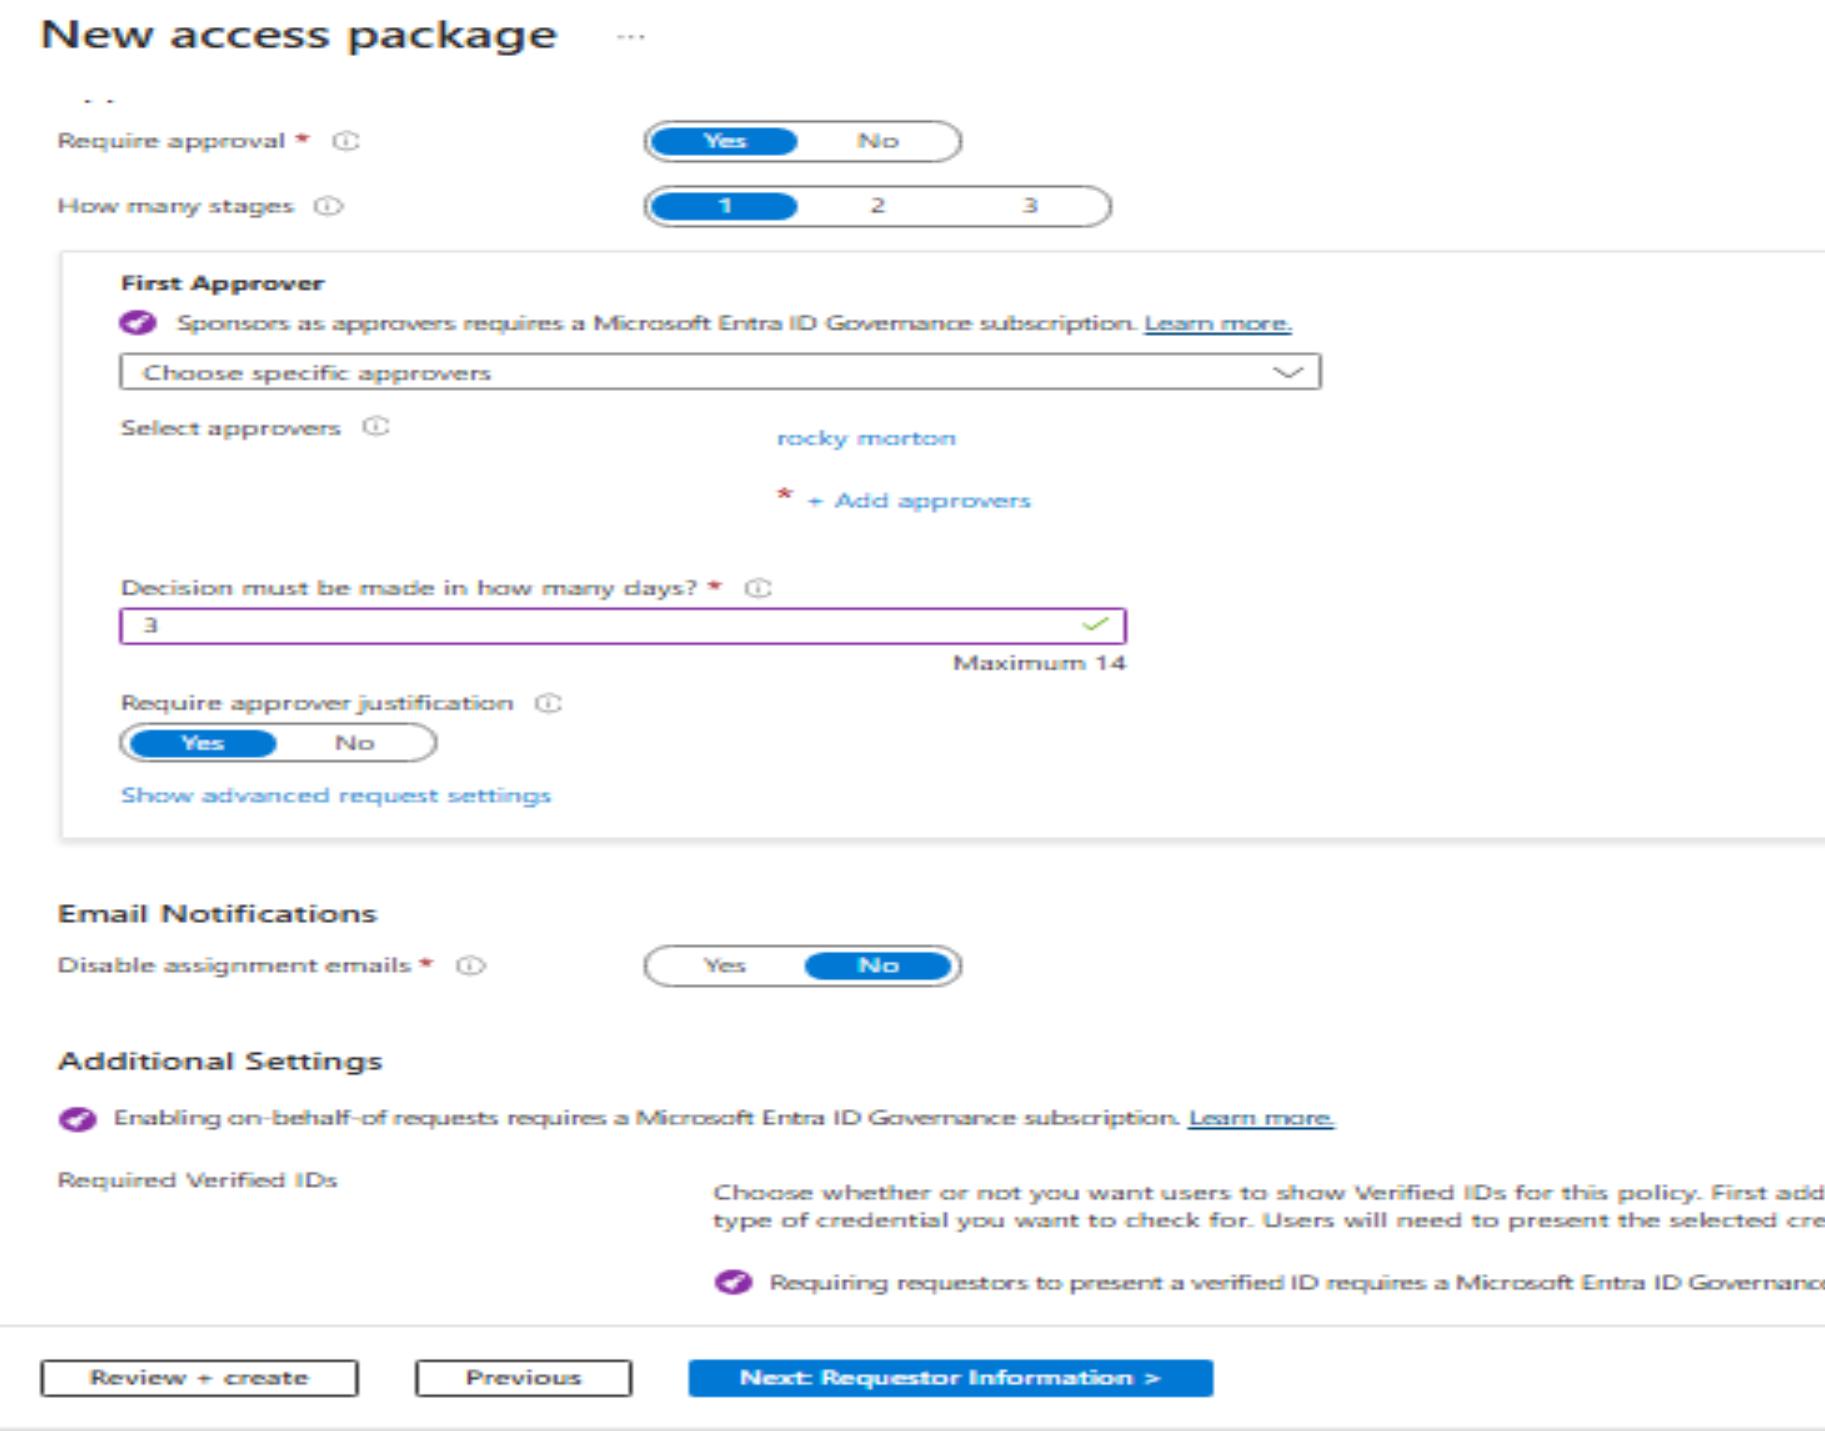 New access package ...
Require approval *
Yes No
How many stages
1 2 3
First Approver
Sponsors as approvers requires a Microsoft Entra ID Governance subscription. Learn more.
Choose specific approvers
Select approvers
rocky morton
* + Add approvers
Decision must be made in how many days? *
3
Maximum 14
Require approver justification
Yes No
Show advanced request settings
Email Notifications
Disable assignment emails *
Yes No
Additional Settings
Enabling on-behalf-of requests requires a Microsoft Entra ID Governance subscription. Learn more.
Required Verified IDs
Choose whether or not you want users to show Verified IDs for this policy. First add
type of credential you want to check for. Users will need to present the selected cre
Requiring requestors to present a verified ID requires a Microsoft Entra ID Governance
Review + create Previous Next: Requestor Information >